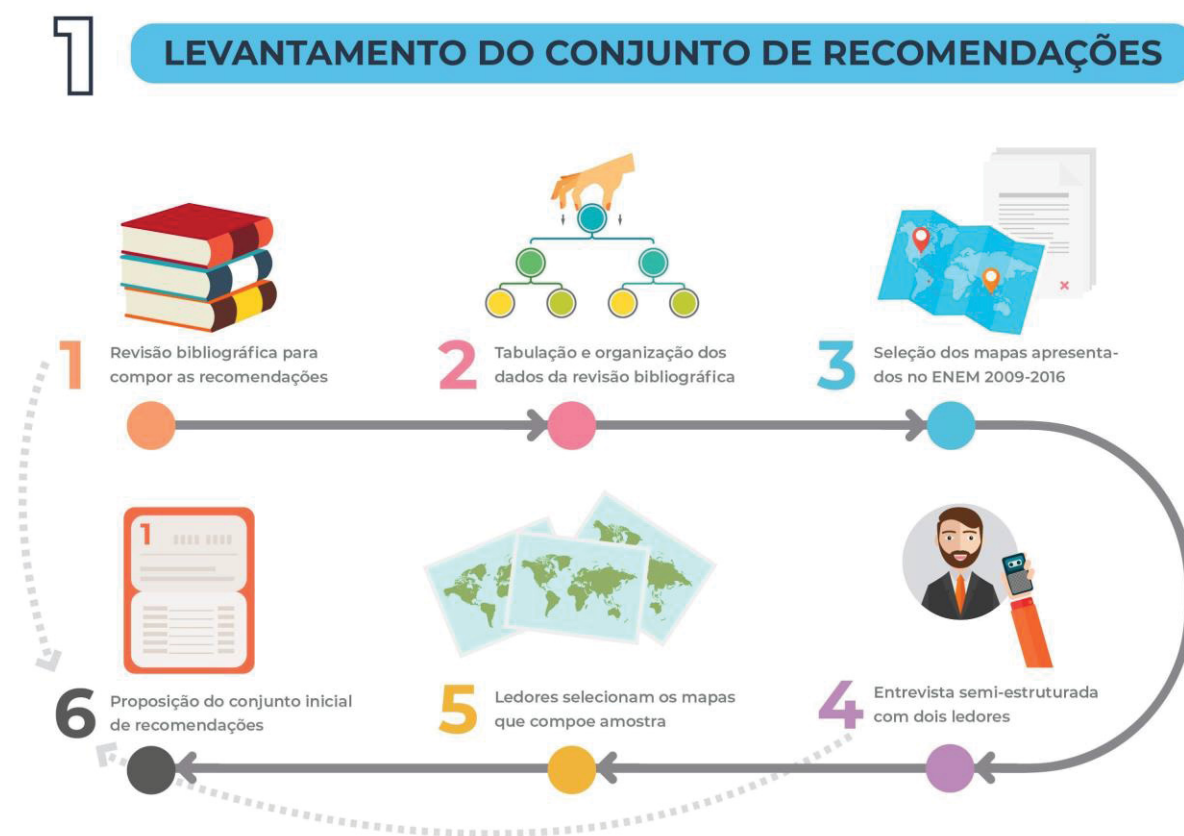 1
LEVANTAMENTO DO CONJUNTO DE RECOMENDAÇÕES
1
Revisão bibliográfica para
compor as recomendações
2
Tabulação e organização dos
dados da revisão bibliográfica
3
Seleção dos mapas apresenta-
dos no ENEM 2009-2016
4
Entrevista semi-estruturada
com dois ledores
5
Ledores selecionam os mapas
que compoe amostra
1
6
Proposição do conjunto inicial
de recomendações